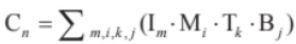 Cₙ = ∑ m,i,k,j (Iₘ·Mᵢ·Tₖ·Bⱼ)